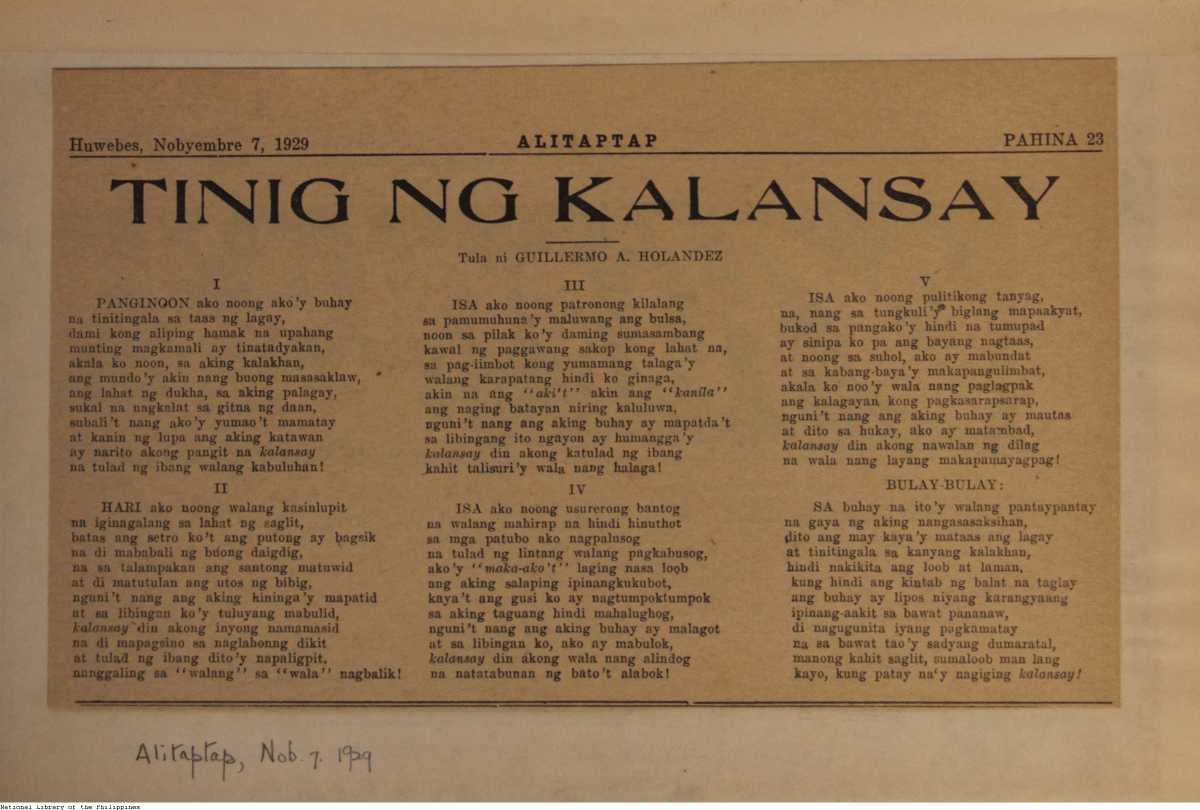 Huwebes, Nobyembre 7, 1929
ALITAPTAP
PAHINA 23
TINIG NG KALANSAY
Tula ni GUILLERMO A. HOLANDEZ
I
PANGINOON ako noong ako'y buhay
na tinitingala sa taas ng lagay,
dami kong aliping hamak na upahang
munting magkamali ay tinatadyakan,
akala ko noon, sa aking kalakhan,
ang mundo'y akin nang buong masasaklaw,
ang lahat ng dukha, sa aking palagay,
sukal na nagkalat sa gitna ng daan,
subali't nang ako'y yumao't mamatay
at kanin ng lupa ang aking katawan
ay narito akong pangit na kalansay
na tulad ng ibang walang kabuluhan!
II
HARI ako noong walang kasinlupit
na iginagalang sa lahat ng saglit,
batas ang setro ko't ang putong ay bagsik
na di mababali ng buong daigdig,
na sa talampakan ang santong matuwid
at di matutulan ang utos ng bibig,
nguni't nang ang aking hininga'y mapatid
at sa libingan ko'y tuluyang mabulid,
kalansay din akong inyong namamasid
na di mapagsino sa naglahong dikit
at tulad ng ibang dito'y napaligpit,
nanggaling sa "walang" sa "wala" nagbalik!
III
ISA ako noong patronong kilalang
sa pamumuhuna'y maluwang ang bulsa,
noon sa pilak ko'y daming sumasambang
kawal ng paggawang sakop kong lahat na,
sa pag-iimbot kong yumamang talaga'y
walang karapatang hindi ko ginaga,
akin na ang "aki't" akin ang "kanila"
ang naging batayan niring kaluluwa,
nguni't nang ang aking buhay ay mapatda't
sa libingang ito ngayon ay humangga'y
kalansay din akong katulad ng ibang
kahit talisuri'y wala nang halaga!
IV
ISA ako noong usurerong bantog
na walang mahirap na hindi hinuthot
sa mga patubo ako nagpalusog
na tulad ng lintang walang pagkabusog,
ako'y "maka-ako't" laging nasa loob
ang aking salaping ipinangkukubot,
kaya't ang gusi ko ay nagtumpoktumpok
sa aking taguang hindi mahalughog,
nguni't nang ang aking buhay ay malagot
at sa libingan ko, ako ay mabulok,
kalansay din akong wala nang alindog
na natatabunan ng bato't alabok!
V
ISA ako noong pulitikong tanyag,
na, nang sa tungkuli'y biglang mapaakyat,
bukod sa pangako'y hindi na tumupad
ay sinipa ko pa ang bayang nagtaas,
at noong sa suhol, ako ay mabundat
at sa kabang-baya'y makapangulimbat,
akala ko noo'y wala nang paglagpak
ang kalagayan kong pagkasarapsarap,
nguni't nang ang aking buhay ay mautas
at dito sa hukay, ako ay matambad,
kalansay din akong nawalan ng dilag
na wala nang layang makapamayagpag!
BULAY-BULAY:
SA buhay na ito'y walang pantaypantay
na gaya ng aking nangasasaksihan,
dito ang may kaya'y mataas ang lagay
at tinitingala sa kanyang kalakhan,
hindi nakikita ang loob at laman,
kung hindi ang kintab ng balat na taglay
ang buhay ay lipos niyang karangyaang
ipinang-aakit sa bawat pananaw,
di nagugunita iyang pagkamatay
na sa bawat tao'y sadyang dumaratal,
manong kahit saglit, sumaloob man lang
kayo, kung patay na'y nagiging kalansay!
Alitaptap, Nob. 7. 1929
National Library of the Philippines